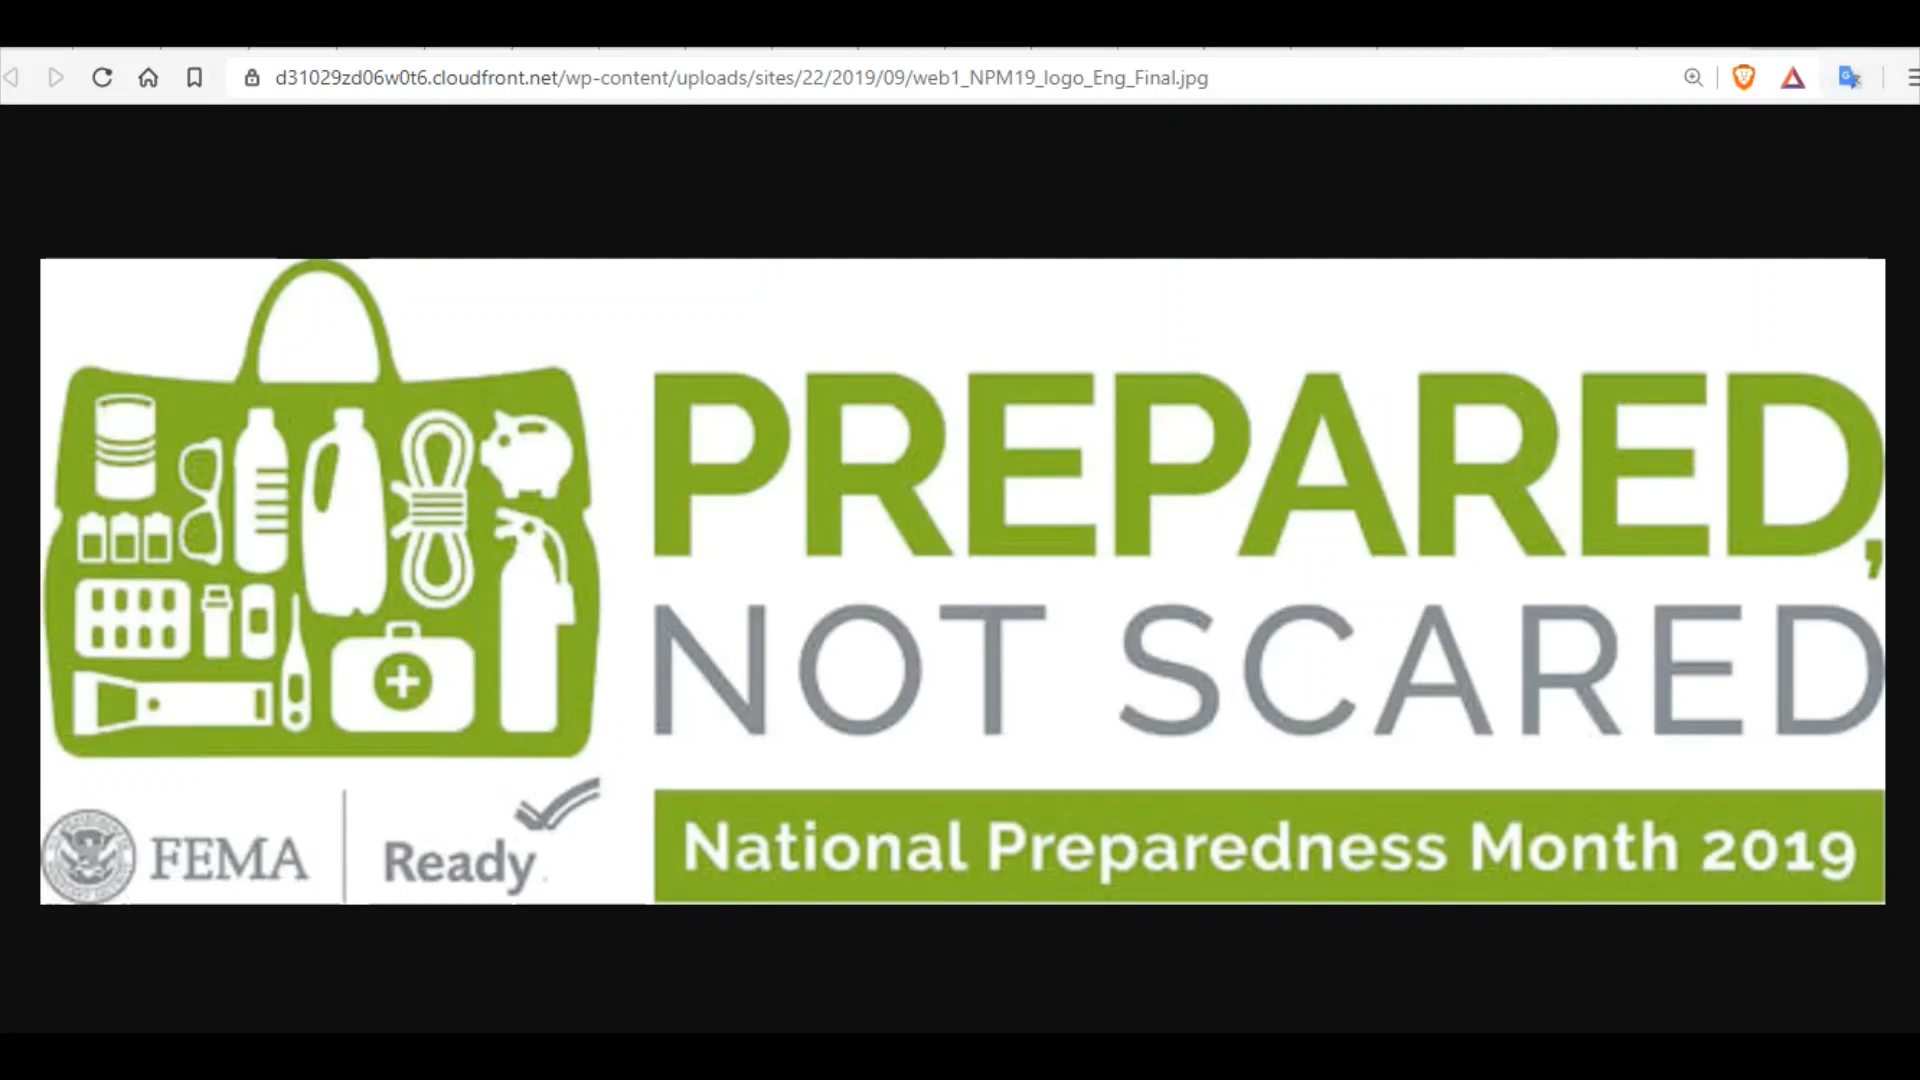 d31029zd06w0t6.cloudfront.net/wp-content/uploads/sites/22/2019/09/web1_NPM19_logo_Eng_Final.jpg
PREPARED,
NOT SCARED
FEMA
Ready
National Preparedness Month 2019